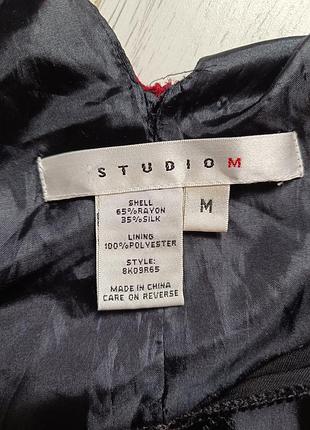 STUDIO M
SHELL
65%RAYON
35%SILK
LINING
100%POLYESTER
STYLE:
8K09R65
MADE IN CHINA
CARE ON REVERSE
M